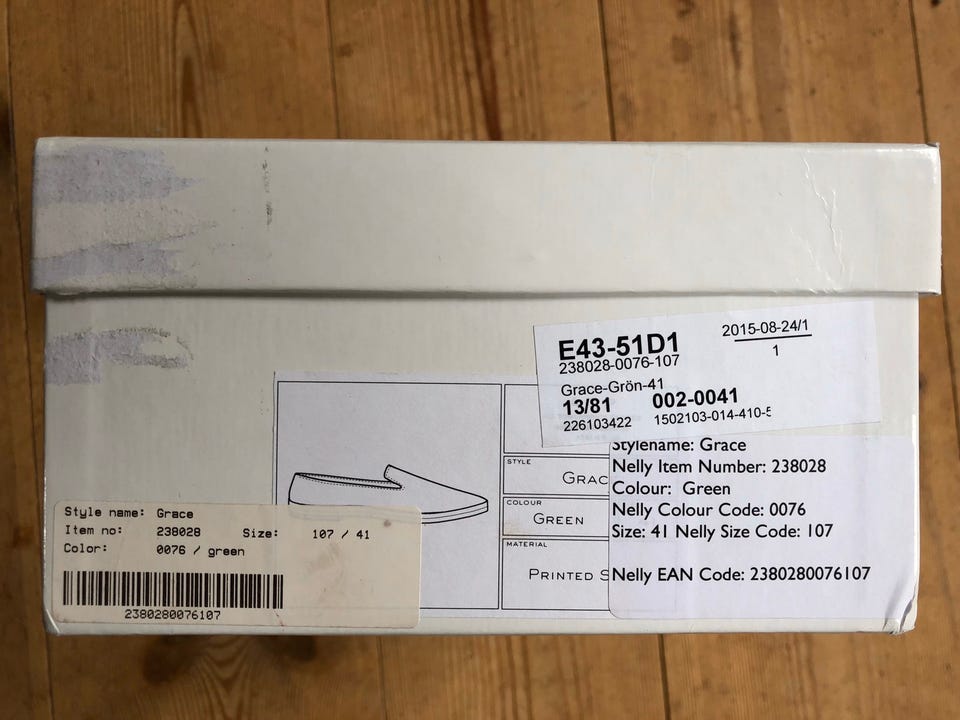 E43-51D1
2015-08-24/1
1
238028-0076-107
Grace-Grön-41
13/81 002-0041
226103422 1502103-014-410-5
Stylename: Grace
Nelly Item Number: 238028
Colour: Green
Nelly Colour Code: 0076
Size: 41 Nelly Size Code: 107
Nelly EAN Code: 2380280076107
STYLE
COLOUR
GREEN
MATERIAL
PRINTED
Style name: Grace
Item no: 238028 Size: 107 / 41
Color: 0076 / green
2380280076107